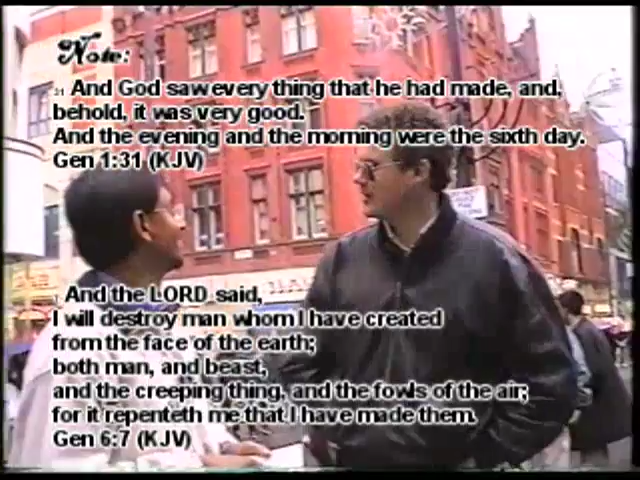 Note:
31 And God saw every thing that he had made, and,
behold, it was very good.
And the evening and the morning were the sixth day.
Gen 1:31 (KJV)
7 And the LORD said,
I will destroy man whom I have created
from the face of the earth;
both man, and beast,
and the creeping thing, and the fowls of the air;
for it repenteth me that I have made them.
Gen 6:7 (KJV)